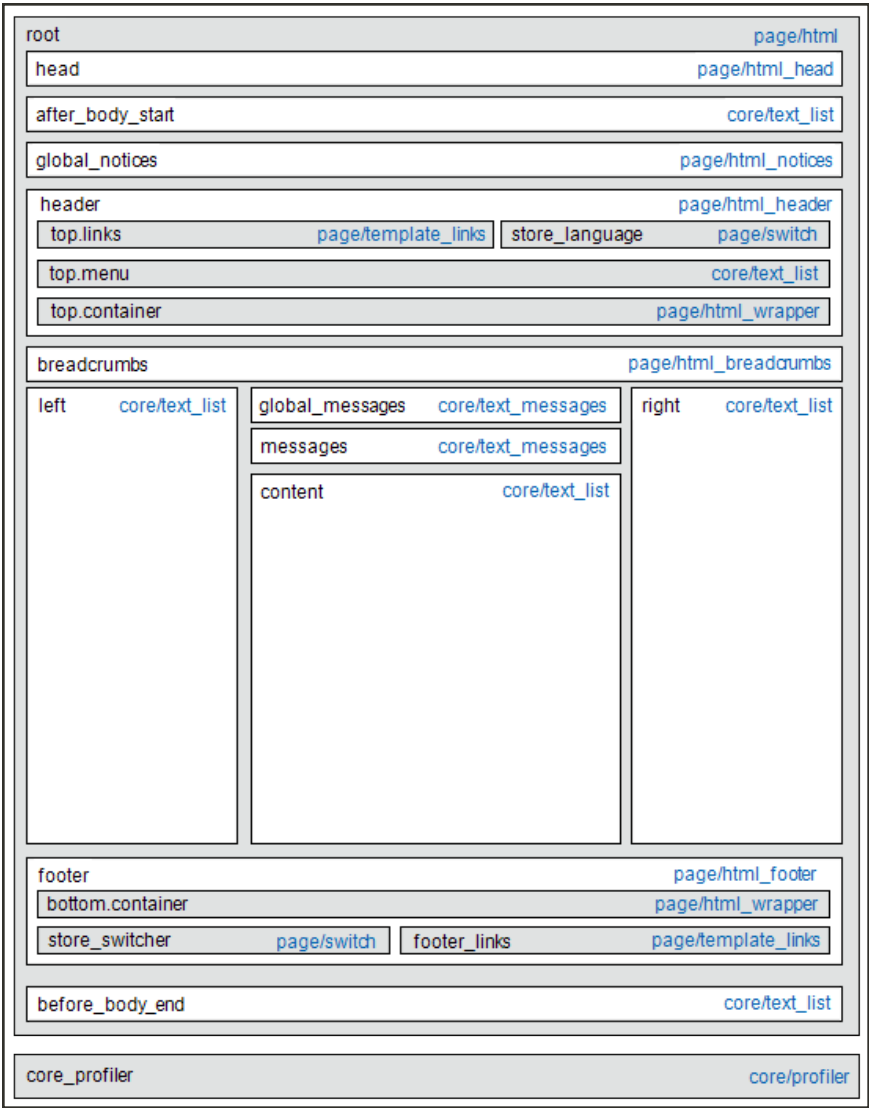 root page/html
head page/html_head
after_body_start core/text_list
global_notices page/html_notices
header page/html_header
top.links page/template_links store_language page/switch
top.menu core/text_list
top.container page/html_wrapper
breadcrumbs page/html_breadcrumbs
left core/text_list global_messages core/text_messages right core/text_list
messages core/text_messages
content core/text_list
footer page/html_footer
bottom.container page/html_wrapper
store_switcher page/switch footer_links page/template_links
before_body_end core/text_list
core_profiler core/profiler